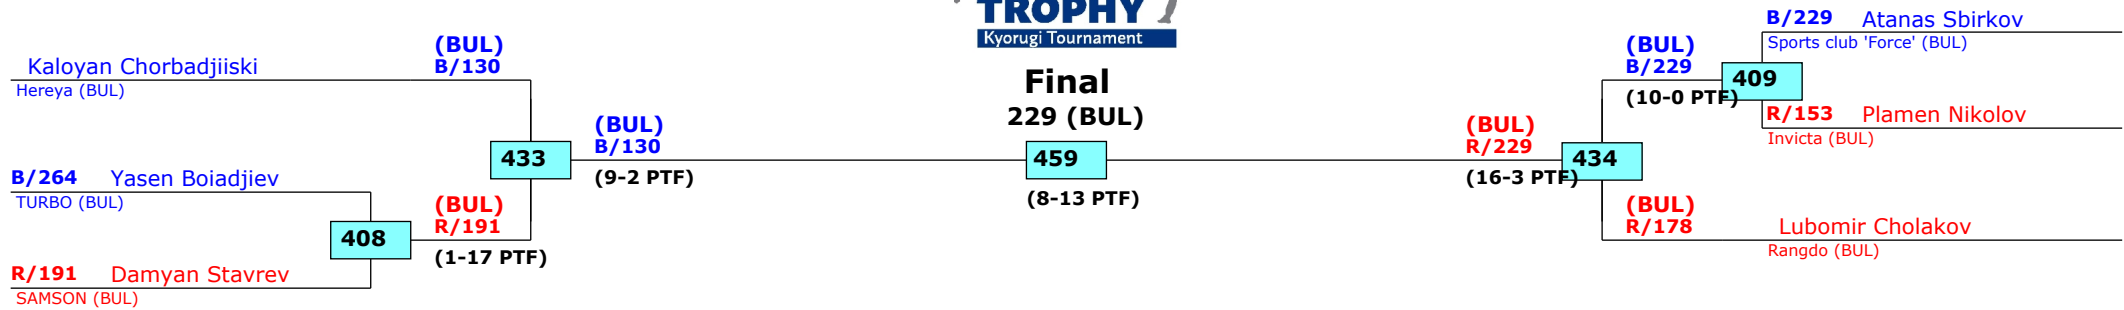 TROPHY
Kyorugi Tournament
Final
229 (BUL)
459
(8-13 PTF)
Kaloyan Chorbadjiiski
Hereya (BUL)
(BUL)
B/130
433
(BUL)
B/130
(9-2 PTF)
B/264 Yasen Boiadjiev
TURBO (BUL)
408
(BUL)
R/191
(1-17 PTF)
R/191 Damyan Stavrev
SAMSON (BUL)
B/229 Atanas Sbirkov
Sports club 'Force' (BUL)
(BUL)
B/229
409
(10-0 PTF)
R/153 Plamen Nikolov
Invicta (BUL)
(BUL)
R/229
434
(16-3 PTF)
(BUL)
R/178
Lubomir Cholakov
Rangdo (BUL)